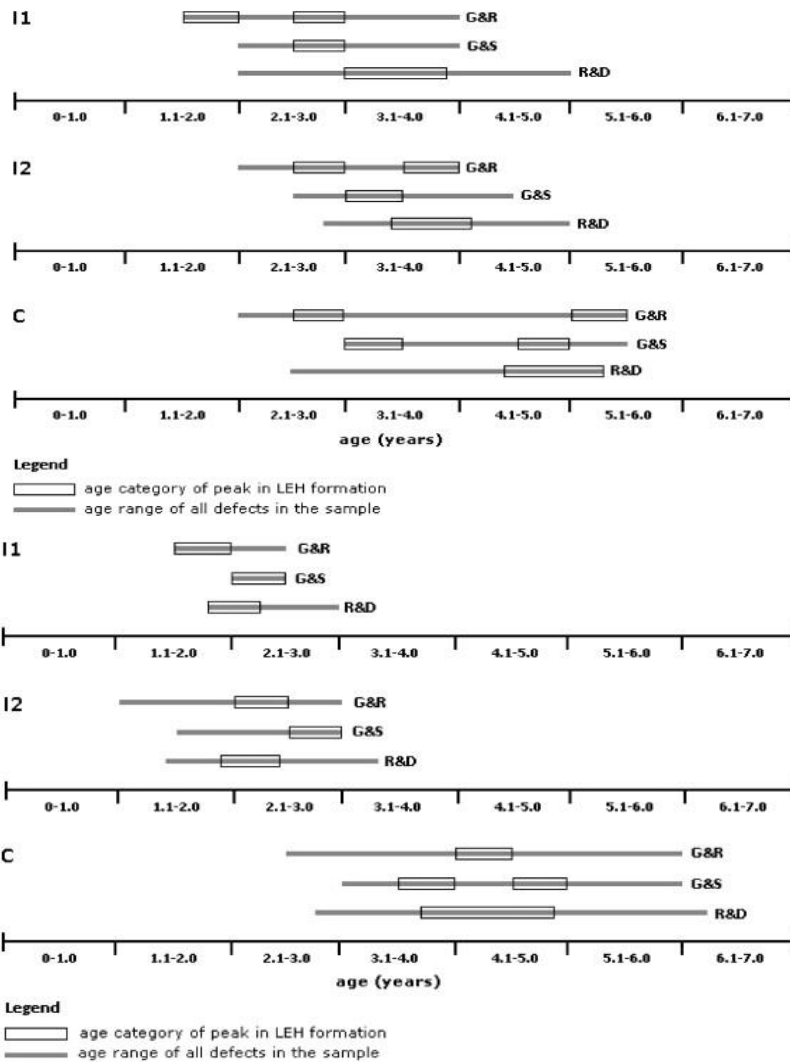 I1
G&R
G&S
R&D
0-1.0 1.1-2.0 2.1-3.0 3.1-4.0 4.1-5.0 5.1-6.0 6.1-7.0
I2
G&R
G&S
R&D
0-1.0 1.1-2.0 2.1-3.0 3.1-4.0 4.1-5.0 5.1-6.0 6.1-7.0
C
G&R
G&S
R&D
0-1.0 1.1-2.0 2.1-3.0 3.1-4.0 4.1-5.0 5.1-6.0 6.1-7.0
age (years)
Legend
age category of peak in LEH formation
age range of all defects in the sample
I1
G&R
G&S
R&D
0-1.0 1.1-2.0 2.1-3.0 3.1-4.0 4.1-5.0 5.1-6.0 6.1-7.0
I2
G&R
G&S
R&D
0-1.0 1.1-2.0 2.1-3.0 3.1-4.0 4.1-5.0 5.1-6.0 6.1-7.0
C
G&R
G&S
R&D
0-1.0 1.1-2.0 2.1-3.0 3.1-4.0 4.1-5.0 5.1-6.0 6.1-7.0
age (years)
Legend
age category of peak in LEH formation
age range of all defects in the sample